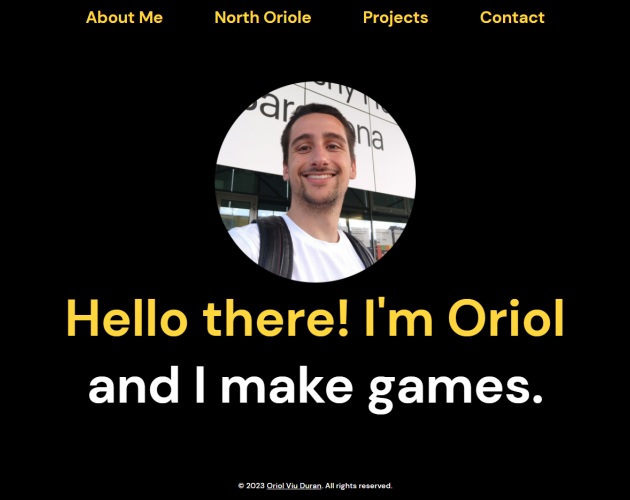 About Me North Oriole Projects Contact
Hello there! I'm Oriol
and I make games.
© 2023 Oriol Viu Duran. All rights reserved.